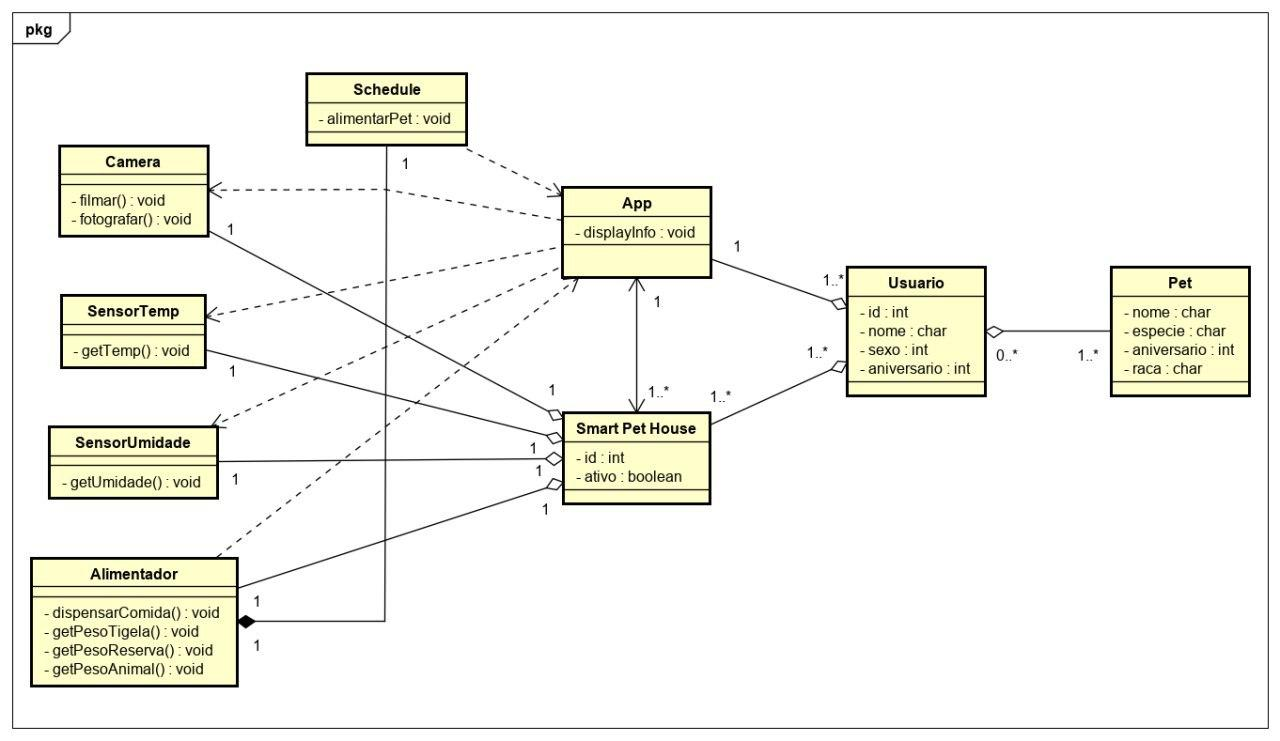 pkg
Schedule
- alimentarPet : void
1
Camera
- filmar() : void
- fotografar() : void
1
App
- displayInfo : void
1
1
1..*
SensorTemp
- getTemp() : void
1
SensorUmidade
- getUmidade() : void
1
Alimentador
- dispensarComida() : void
- getPesoTigela() : void
- getPesoReserva() : void
- getPesoAnimal() : void
1
1
Smart Pet House
- id : int
- ativo : boolean
1
1
1
1
1..*
1..*
1..*
Usuario
- id : int
- nome : char
- sexo : int
- aniversario : int
0..*
1..*
Pet
- nome : char
- especie : char
- aniversario : int
- raca : char